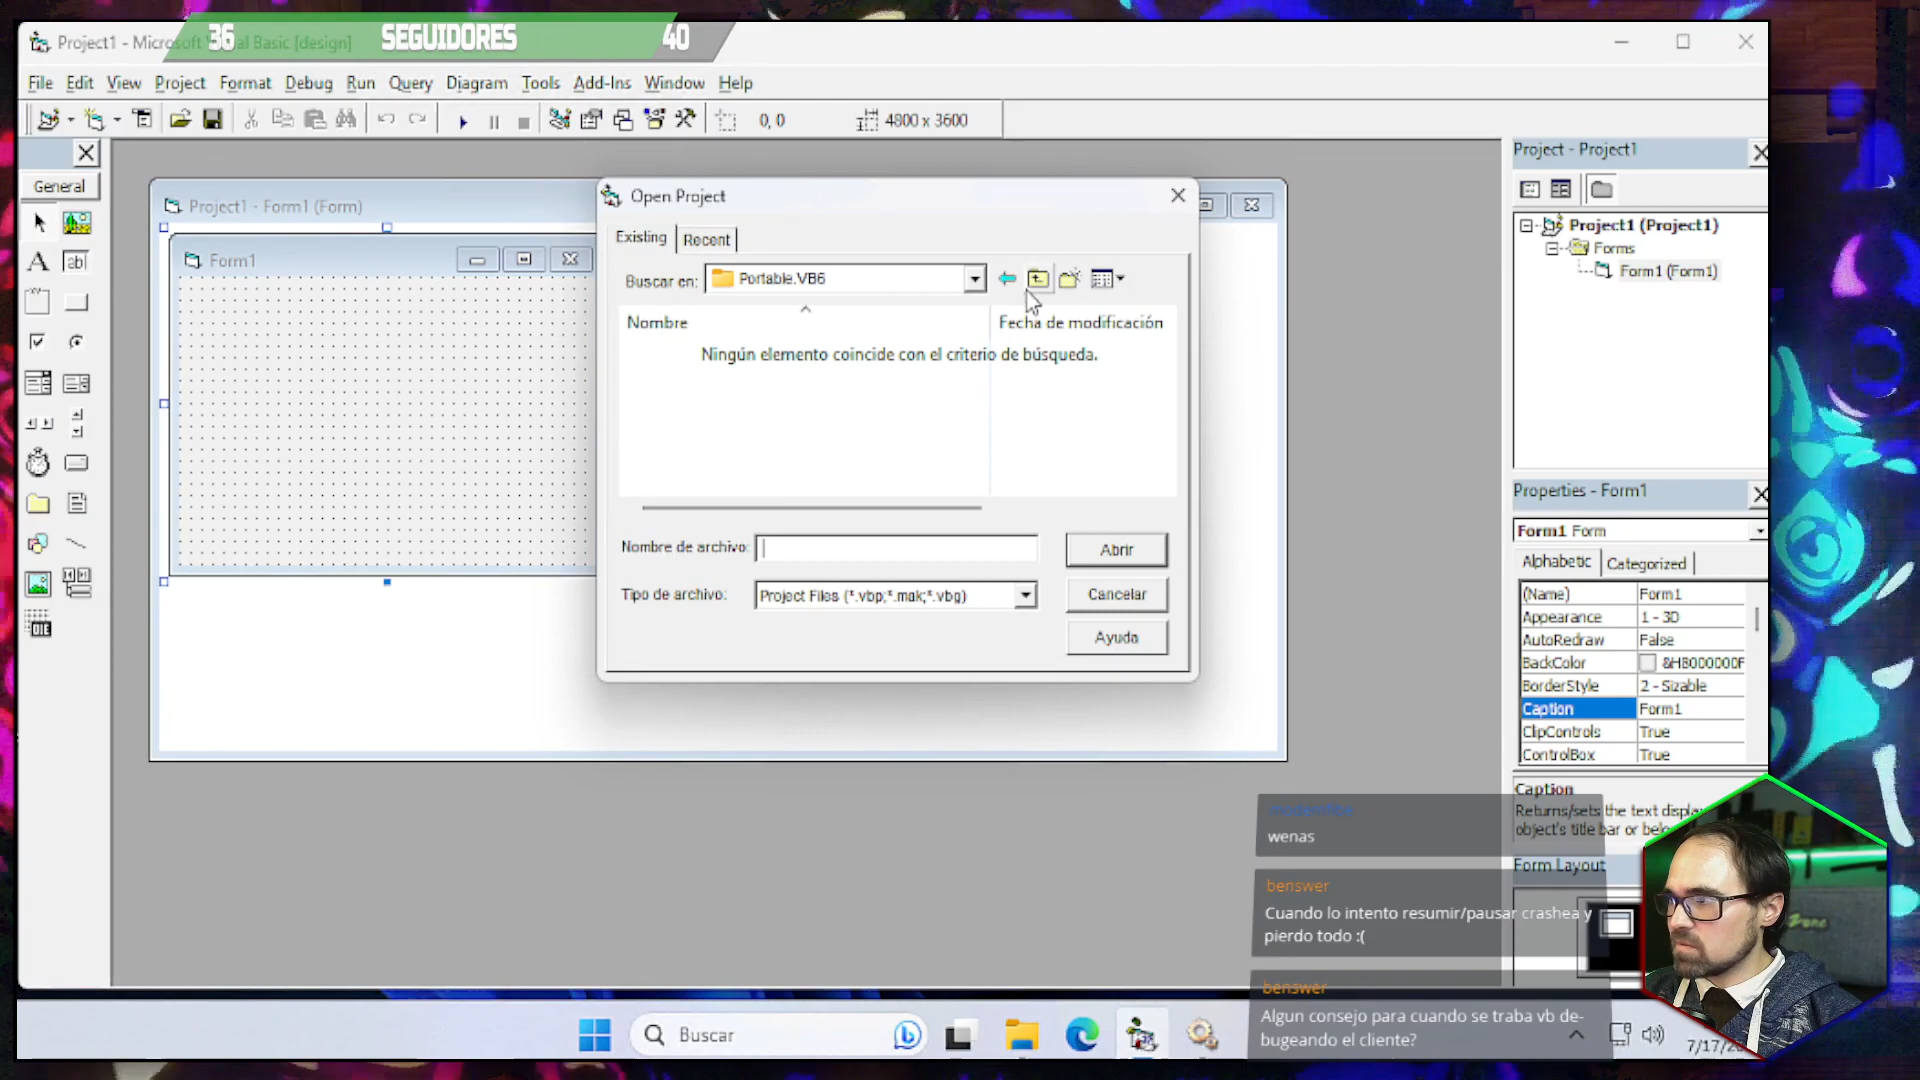 36 SEGUIDORES 40
Project1 - Microsoft Visual Basic [design]
File Edit View Project Format Debug Run Query Diagram Tools Add-Ins Window Help
0, 0 4800 x 3600
General
Project1 - Form1 (Form)
Form1
Open Project
Existing Recent
Buscar en: Portable.VB6
Nombre Fecha de modificación
Ningún elemento coincide con el criterio de búsqueda.
Nombre de archivo: Abrir
Tipo de archivo: Project Files (*.vbp;*.mak;*.vbg) Cancelar
Ayuda
Project - Project1
Project1 (Project1)
Forms
Form1 (Form1)
Properties - Form1
Form1 Form
Alphabetic Categorized
(Name) Form1
Appearance 1 - 3D
AutoRedraw False
BackColor &H8000000F
BorderStyle 2 - Sizable
Caption Form1
ClipControls True
ControlBox True
Caption
Returns/sets the text displa
object's title bar or bel
Form Layout
wenas
benswer
Cuando lo intento resumir/pausar crashea y
pierdo todo :(
benswer
Algun consejo para cuando se traba vb de-
bugeando el cliente?
Buscar
7/17/2
OLE